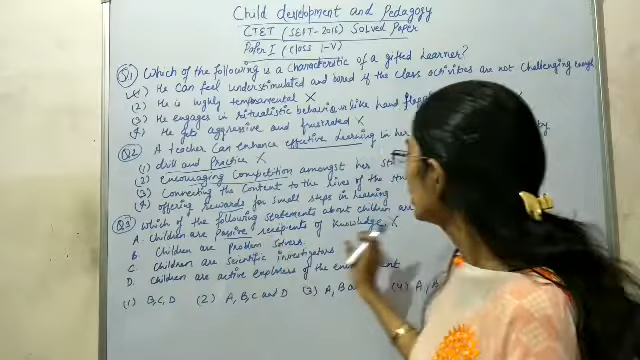 Child development and Pedagogy
CTET (SEPT-2016) Solved Paper
Paper I (Class I-V)
Q1 Which of the following is a characteristic of a gifted learner?
(1) He can feel understimulated and bored if the class activities are not challenging enough
(2) He is highly temperamental X
(3) He engages in ritualistic behaviour like hand
(4) He gets aggressive and frustrated X
Q2 A teacher can enhance effective learning in her by
(1) drill and Practice X
(2) Encouraging Competition amongst her
(3) Connecting the Content to the lives of the
(4) offering rewards for small steps in learning
Q3 Which of the following statements about children are
A. Children are passive recipients of knowledge X
B. Children are problem solvers.
C. Children are scientific investigators
D. Children are active explorers of the environment
(1) B, C, D (2) A, B, C and D (3) A, B (4) A,